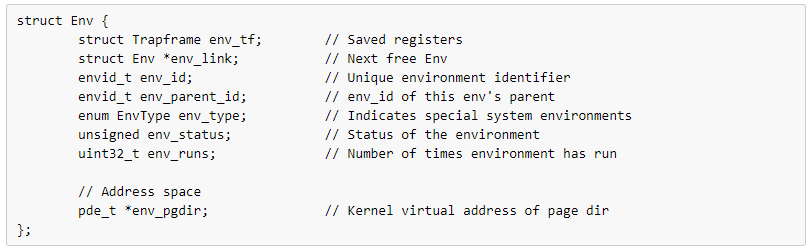 struct Env {
        struct Trapframe env_tf;        // Saved registers
        struct Env *env_link;           // Next free Env
        envid_t env_id;                 // Unique environment identifier
        envid_t env_parent_id;          // env_id of this env's parent
        enum EnvType env_type;          // Indicates special system environments
        unsigned env_status;            // Status of the environment
        uint32_t env_runs;              // Number of times environment has run

        // Address space
        pde_t *env_pgdir;               // Kernel virtual address of page dir
};